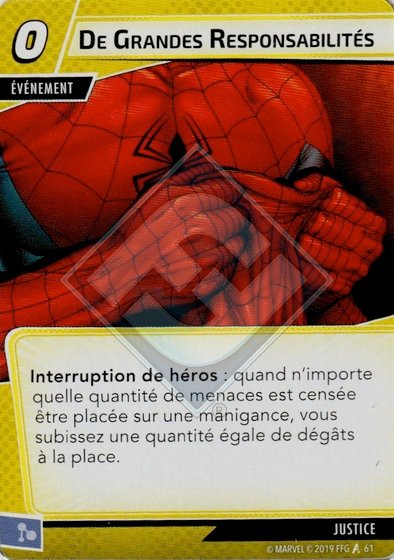 0
DE GRANDES RESPONSABILITÉS
ÉVÉNEMENT
Interruption de héros : quand n'importe
quelle quantité de menaces est censée
être placée sur une manigance, vous
subissez une quantité égale de dégâts
à la place.
®
JUSTICE
© MARVEL © 2019 FFG 61